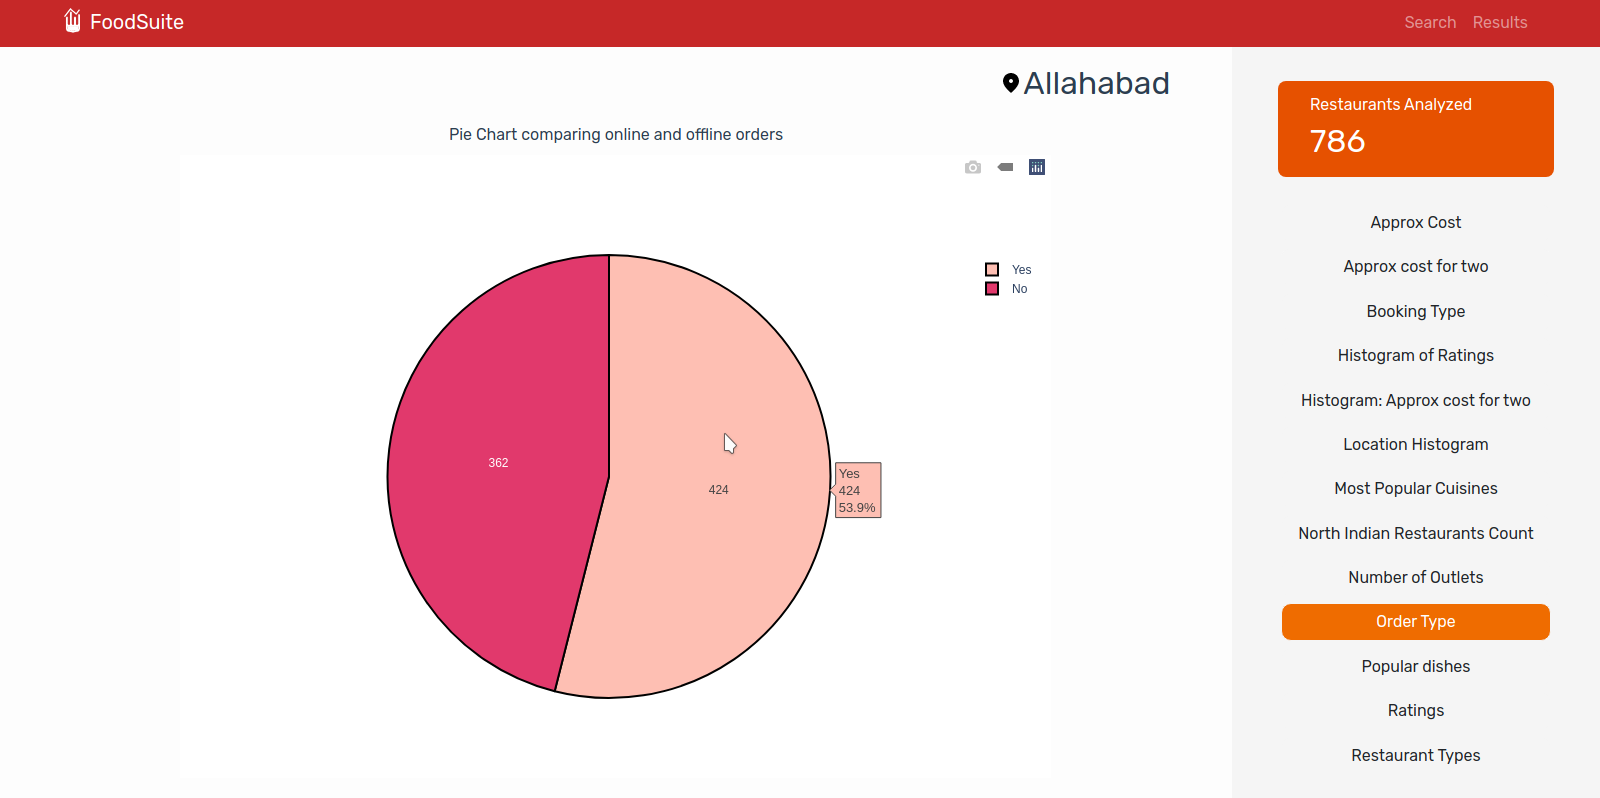 FoodSuite
Search Results
Allahabad
Pie Chart comparing online and offline orders
Yes
No
362
424
Yes
424
53.9%
Restaurants Analyzed
786
Approx Cost
Approx cost for two
Booking Type
Histogram of Ratings
Histogram: Approx cost for two
Location Histogram
Most Popular Cuisines
North Indian Restaurants Count
Number of Outlets
Order Type
Popular dishes
Ratings
Restaurant Types